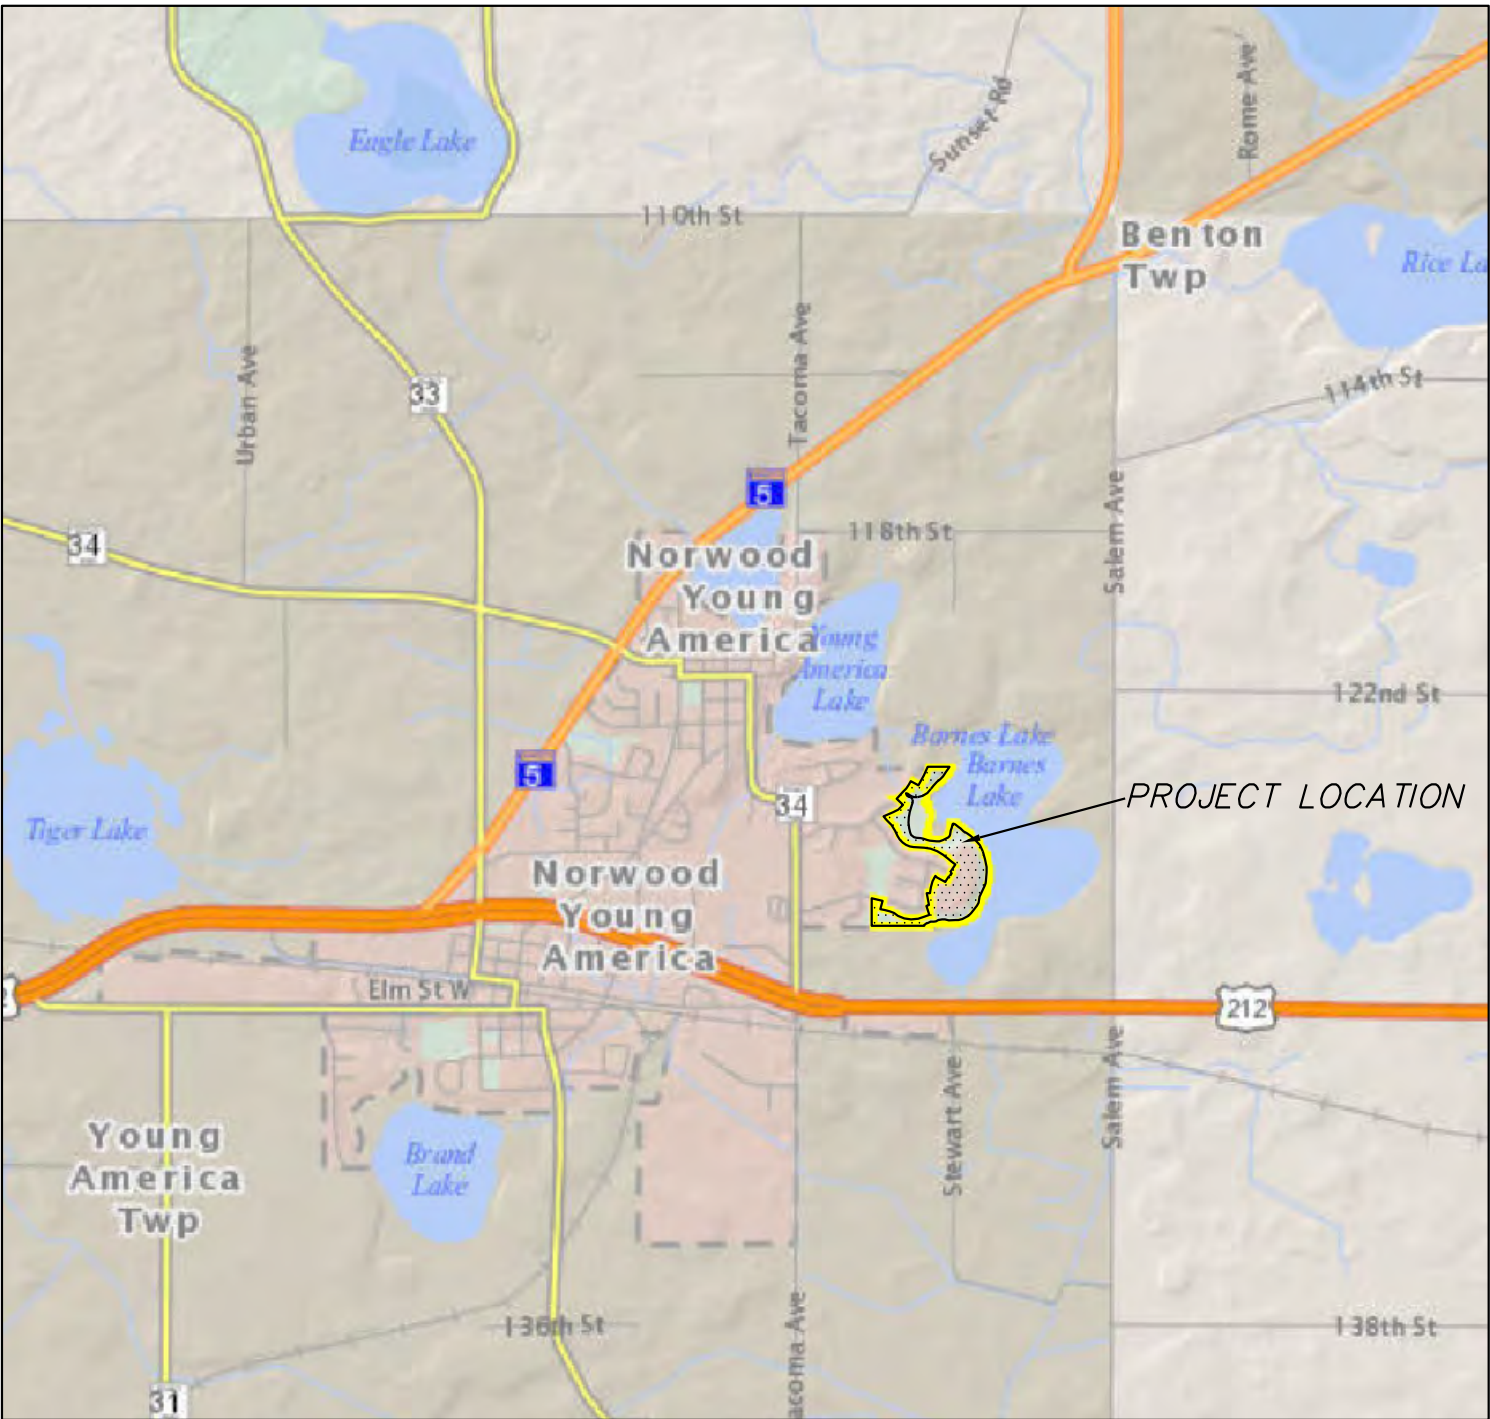 Eagle Lake
Sunset Rd
Rome Ave
110th St
Benton
Twp
Rice La
Tacoma Ave
Urban Ave
33
114th St
5
118th St
Salem Ave
34
Norwood
Young
America
Young
America
Lake
122nd St
Barnes Lake
Barnes
Lake
5
34
PROJECT LOCATION
Tiger Lake
Norwood
Young
America
Elm St W
2
212
Salem Ave
Stewart Ave
Young
America
Twp
Brand
Lake
136th St
138th St
acoma Ave
31